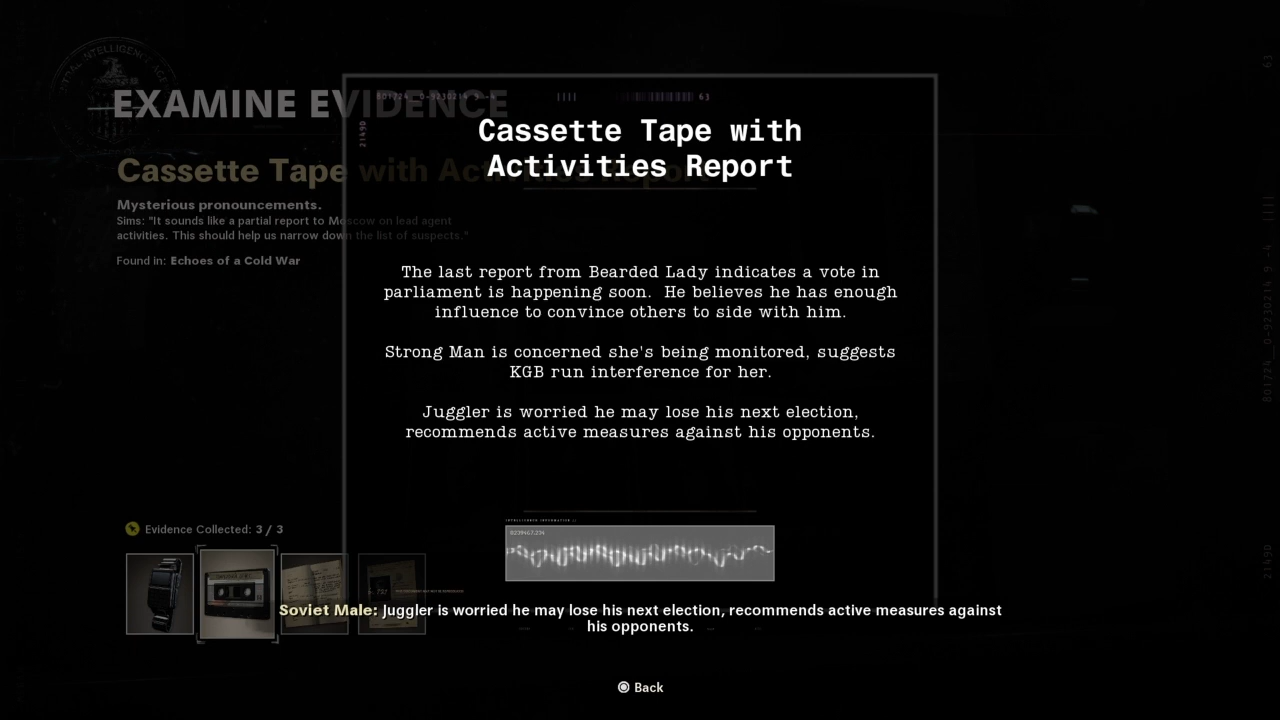 EXAMINE EVIDENCE
Cassette Tape with Activities Report
Mysterious pronouncements.
Sims: "It sounds like a partial report to Moscow on lead agent
activities. This should help us narrow down the list of suspects."
Found in: Echoes of a Cold War
63
21490
Cassette Tape with
Activities Report
The last report from Bearded Lady indicates a vote in
parliament is happening soon. He believes he has enough
influence to convince others to side with him.
Strong Man is concerned she's being monitored, suggests
KGB run interference for her.
Juggler is worried he may lose his next election,
recommends active measures against his opponents.
Evidence Collected: 3 / 3
Soviet Male: Juggler is worried he may lose his next election, recommends active measures against
his opponents.
Back